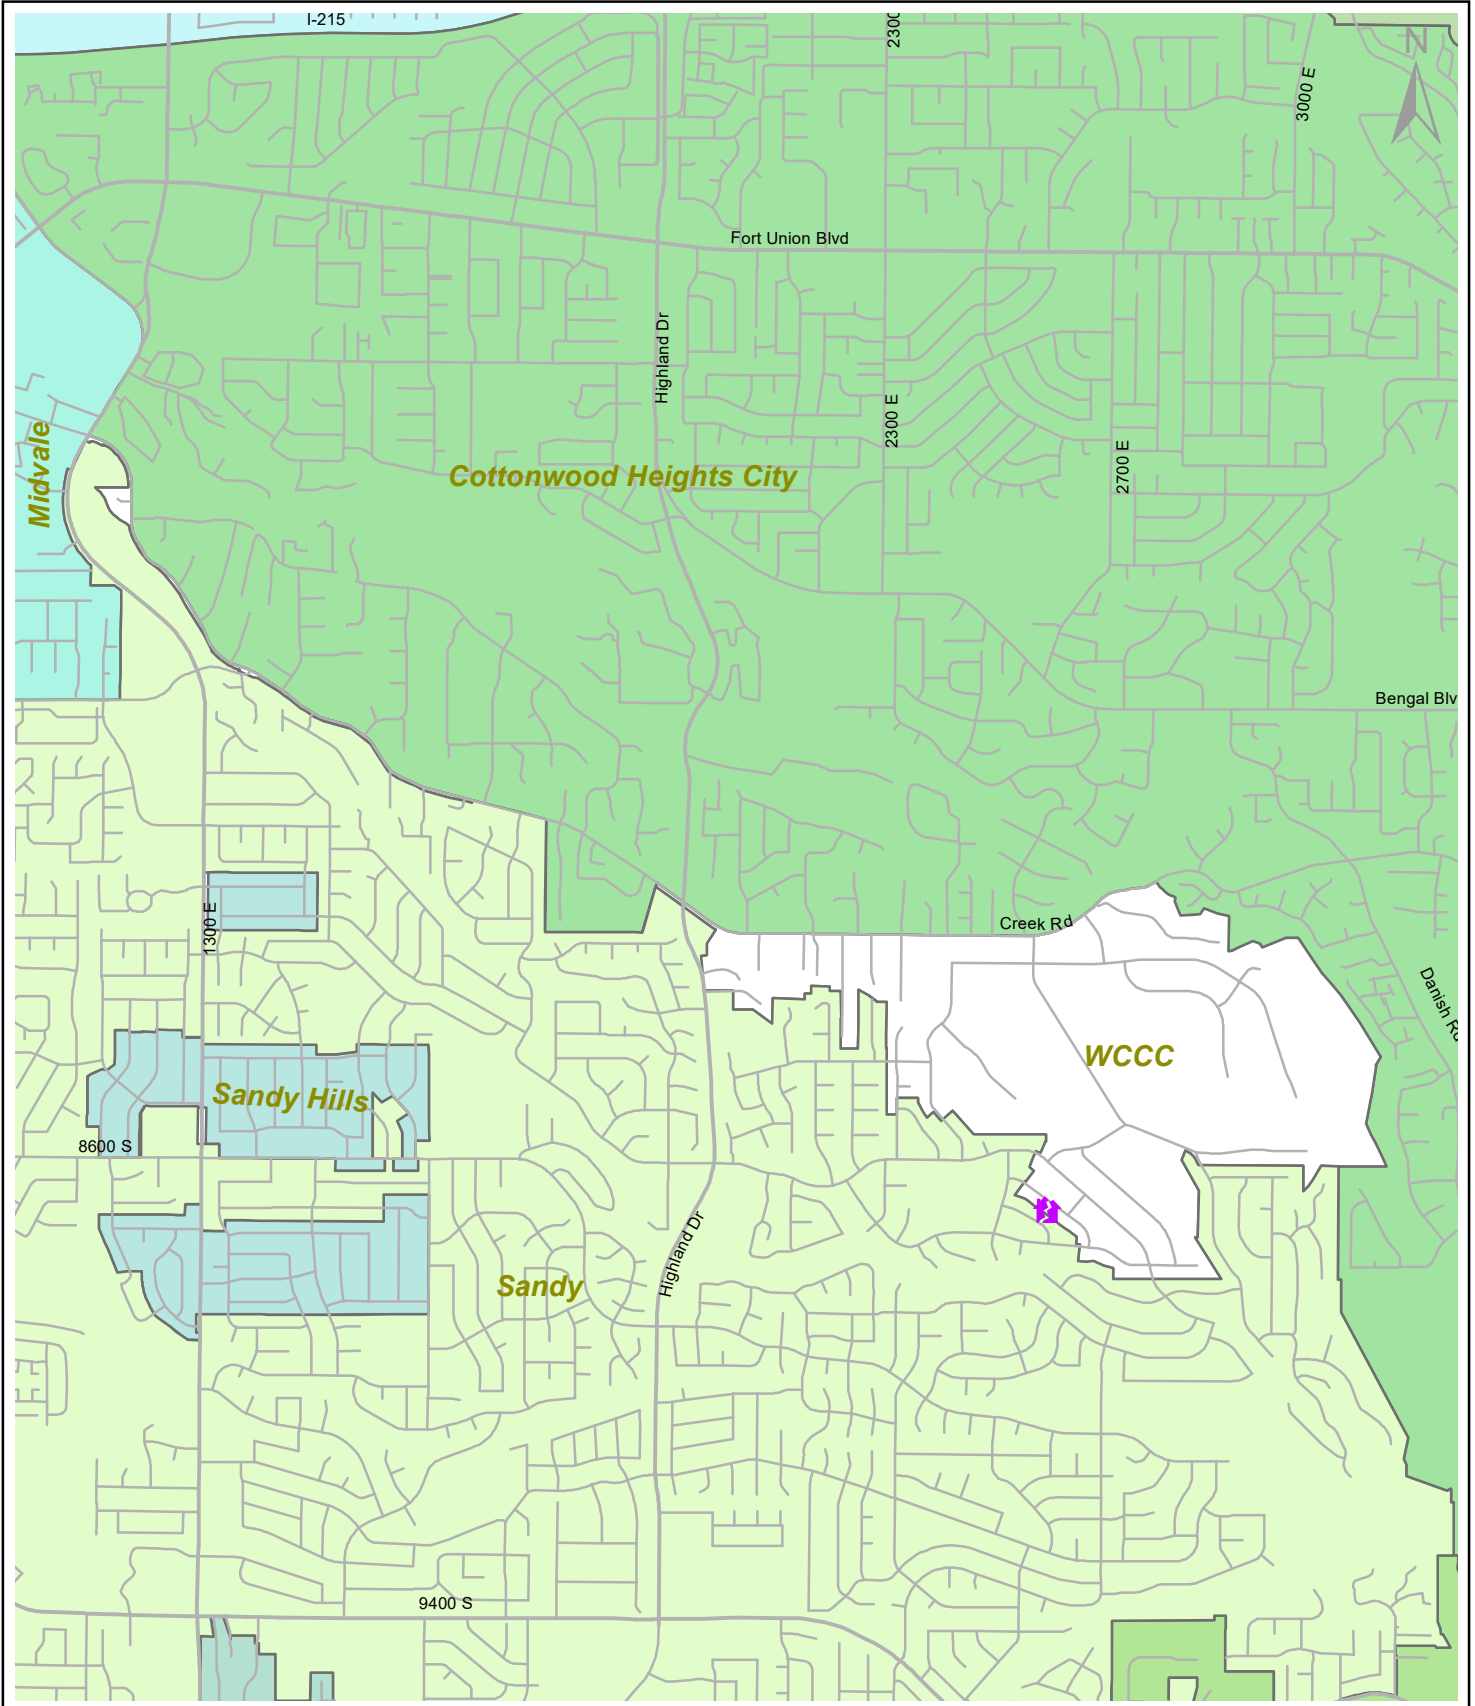 I-215
2300
3000 E
N
Fort Union Blvd
Highland Dr
2300 E
2700 E
Midvale
Cottonwood Heights City
Bengal Blv
1300 E
Creek Rd
Danish Rd
WCCC
Sandy Hills
8600 S
Highland Dr
Sandy
9400 S